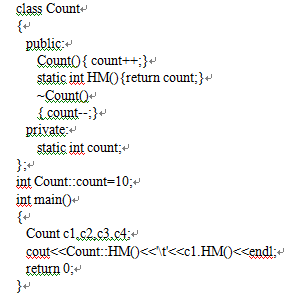 class Count
{
public:
Count(){ count++;}
static int HM(){return count;}
~Count()
{ count--;}
private:
static int count;
};
int Count::count=10;
int main()
{
Count c1,c2,c3,c4;
cout<<Count::HM()<<'\t'<<c1.HM()<<endl;
return 0;
}